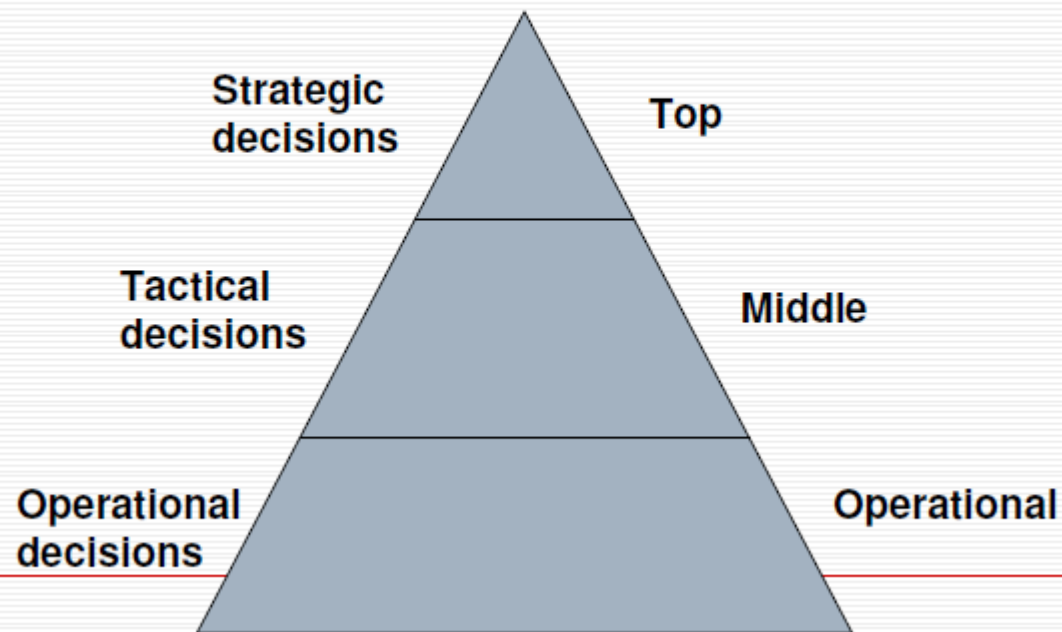 Strategic
decisions
Top
Tactical
decisions
Middle
Operational
decisions
Operational